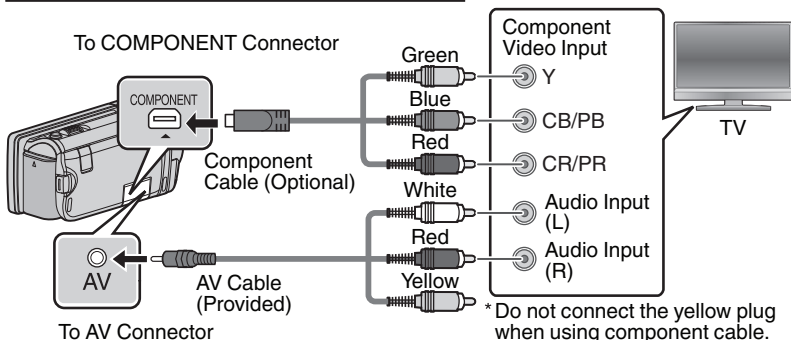 To COMPONENT Connector
COMPONENT
Component
Cable (Optional)
Green
Blue
Red
White
Red
Yellow
Component
Video Input
Y
CB/PB
CR/PR
Audio Input
(L)
Audio Input
(R)
TV
AV
AV Cable
(Provided)
To AV Connector
* Do not connect the yellow plug
when using component cable.